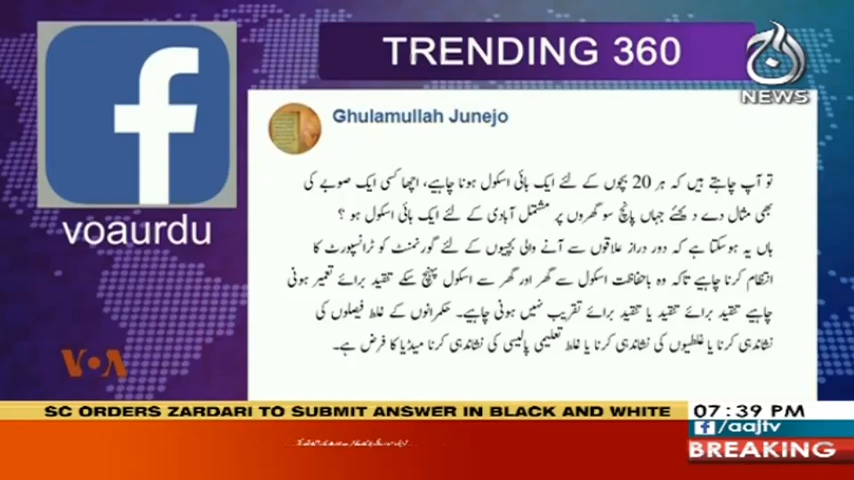 TRENDING 360
NEWS
voaurdu
Ghulamullah Junejo
تو آپ چاہتے ہیں کہ ہر 20 بچوں کے لئے ایک ہائی اسکول ہونا چاہیے، اچھا کسی ایک صوبے کی
بھی مثال دے دیجئے جہاں پانچ سو گھروں پر مشتمل آبادی کے لئے ایک ہائی اسکول ہو ؟
ہاں یہ ہوسکتا ہے کہ دور دراز علاقوں سے آنے والی بچیوں کے لئے گورنمنٹ کو ٹرانسپورٹ کا
انتظام کرنا چاہیے تاکہ وہ باحفاظت اسکول سے گھر اور گھر سے اسکول پہنچ سکے تنقید برائے تعمیر ہونی
چاہیے تنقید برائے تنقید یا تنقید برائے تقریب نہیں ہونی چاہیے۔ حکمرانوں کے غلط فیصلوں کی
نشاندہی کرنا یا غلطیوں کی نشاندہی کرنا یا غلط تعلیمی پالیسی کی نشاندہی کرنا میڈیا کا فرض ہے۔
VOA
SC ORDERS ZARDARI TO SUBMIT ANSWER IN BLACK AND WHITE
07:39 PM
f/aajtv
BREAKING